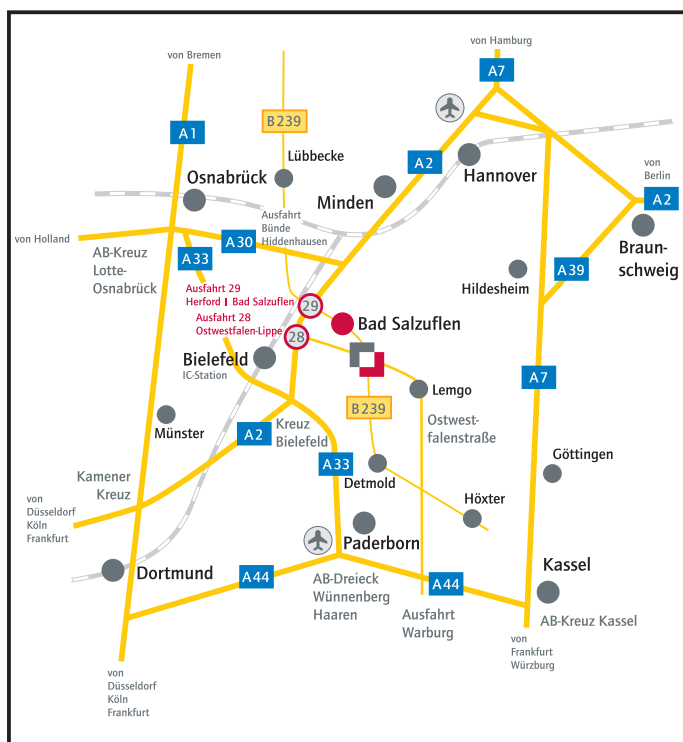 von Hamburg
von Bremen
A7
B239
A1
Lübbecke
A2
Hannover
Osnabrück
Minden
von
Berlin
A2
Ausfahrt
Bünde
Hiddenhausen
von Holland
A30
A33
AB-Kreuz
Lotte-
Osnabrück
Braun-
schweig
A39
Hildesheim
Ausfahrt 29
Herford | Bad Salzuflen
29
Ausfahrt 28
Ostwestfalen-Lippe
28
Bad Salzuflen
Bielefeld
IC-Station
A7
Lemgo
B239
Münster
Ostwest-
falenstraße
Kreuz
Bielefeld
A2
A33
Göttingen
Kamener
Kreuz
Detmold
Höxter
von
Düsseldorf
Köln
Frankfurt
Paderborn
Dortmund
Kassel
A44
AB-Dreieck
Wünnenberg
Haaren
A44
Ausfahrt
Warburg
AB-Kreuz Kassel
von
Frankfurt
Würzburg
von
Düsseldorf
Köln
Frankfurt